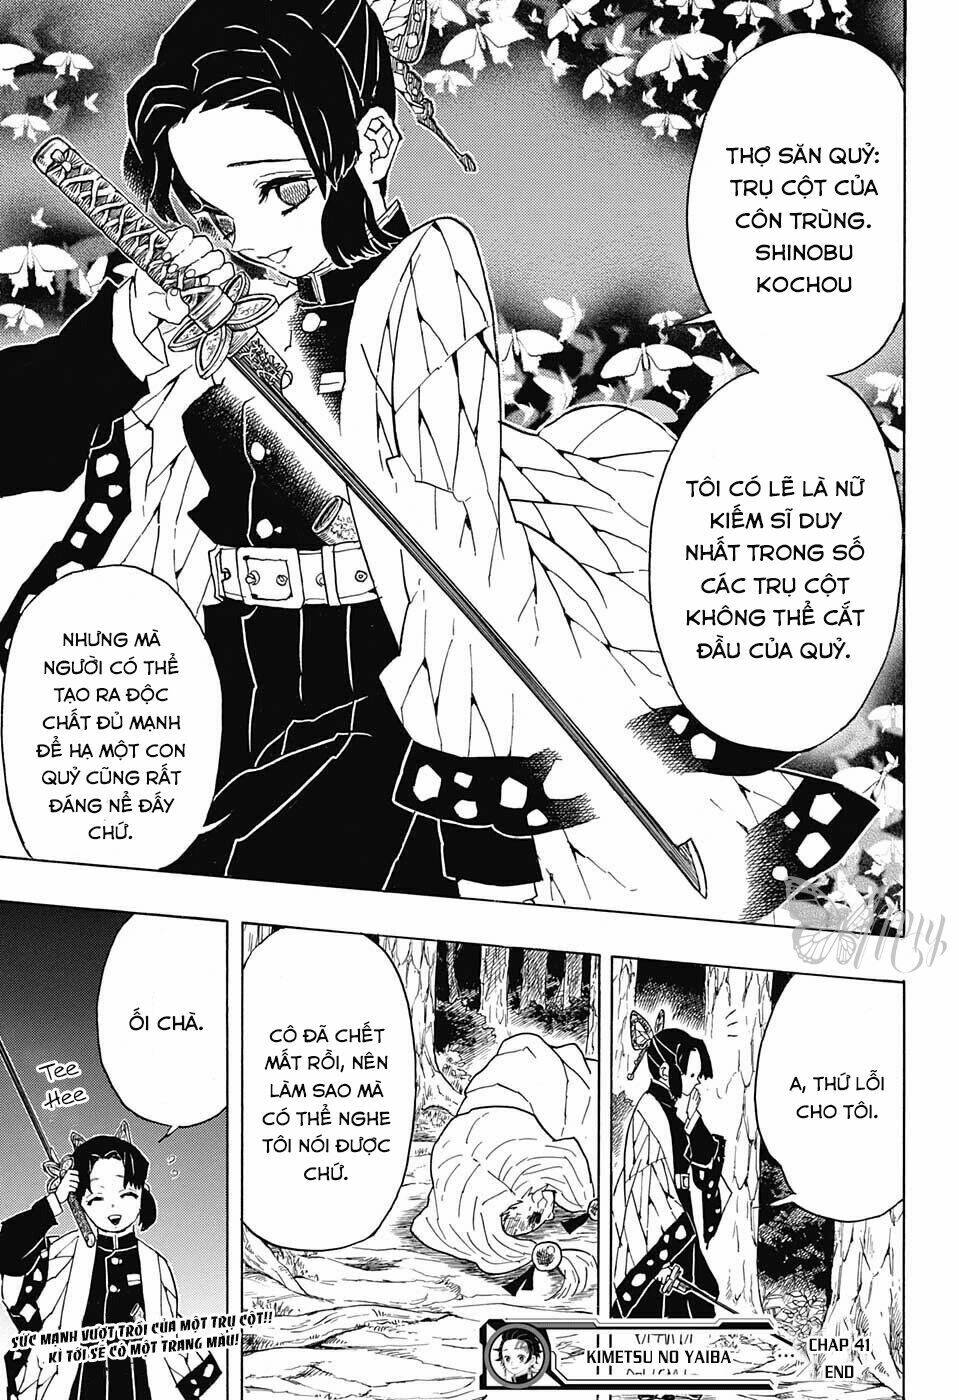 THỢ SĂN QUỶ:
TRỤ CỘT CỦA
CÔN TRÙNG.
SHINOBU
KOCHOU
TÔI CÓ LẼ LÀ NỮ
KIẾM SĨ DUY
NHẤT TRONG SỐ
CÁC TRỤ CỘT
KHÔNG THỂ CẮT
ĐẦU CỦA QUỶ.
NHƯNG MÀ
NGƯỜI CÓ THỂ
TẠO RA ĐỘC
CHẤT ĐỦ MẠNH
ĐỂ HẠ MỘT CON
QUỶ CŨNG RẤT
ĐÁNG NỂ ĐẤY
CHỨ.
A, THỨ LỖI
CHO TÔI.
CÔ ĐÃ CHẾT
MẤT RỒI, NÊN
LÀM SAO MÀ
CÓ THỂ NGHE
TÔI NÓI ĐƯỢC
CHỨ.
ỐI CHÀ.
Tee
Hee
SỨC MẠNH VƯỢT TRỘI CỦA MỘT TRỤ CỘT!!
KÌ TỚI SẼ CÓ MỘT TRANG MÀU!
KIMETSU NO YAIBA
CHAP 41
END